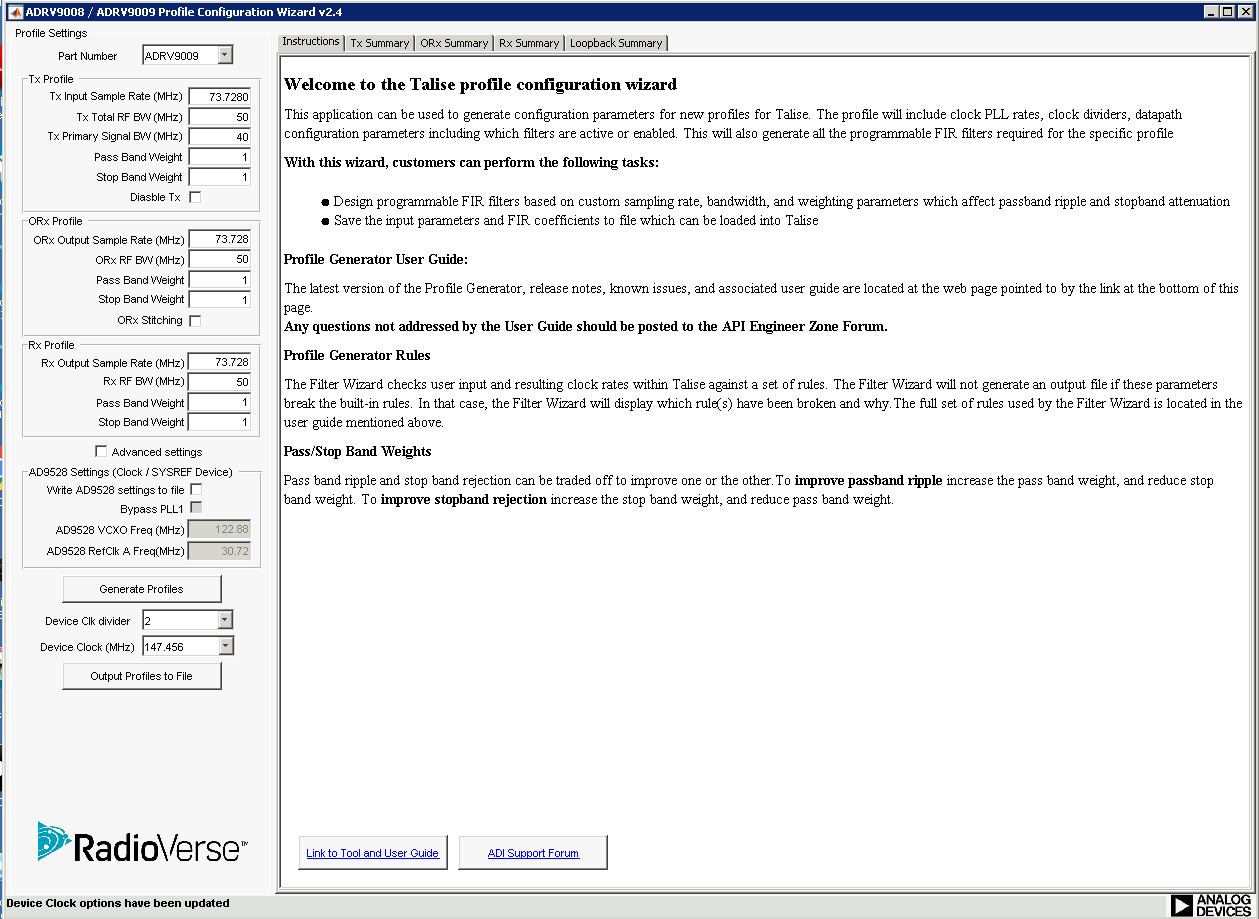 ADRV9008 / ADRV9009 Profile Configuration Wizard v2.4
Profile Settings
Part Number ADRV9009
Tx Profile
Tx Input Sample Rate (MHz) 73.7280
Tx Total RF BW (MHz) 50
Tx Primary Signal BW (MHz) 40
Pass Band Weight 1
Stop Band Weight 1
Diasble Tx
ORx Profile
ORx Output Sample Rate (MHz) 73.728
ORx RF BW (MHz) 50
Pass Band Weight 1
Stop Band Weight 1
ORx Stitching
Rx Profile
Rx Output Sample Rate (MHz) 73.728
Rx RF BW (MHz) 50
Pass Band Weight 1
Stop Band Weight 1
Advanced settings
AD9528 Settings (Clock / SYSREF Device)
Write AD9528 settings to file
Bypass PLL1
AD9528 VCXO Freq (MHz) 122.88
AD9528 RefClk A Freq(MHz) 30.72
Generate Profiles
Device Clk divider 2
Device Clock (MHz) 147.456
Output Profiles to File
RadioVerse™
Instructions Tx Summary ORx Summary Rx Summary Loopback Summary
Welcome to the Talise profile configuration wizard
This application can be used to generate configuration parameters for new profiles for Talise. The profile will include clock PLL rates, clock dividers, datapath
configuration parameters including which filters are active or enabled. This will also generate all the programmable FIR filters required for the specific profile
With this wizard, customers can perform the following tasks:
● Design programmable FIR filters based on custom sampling rate, bandwidth, and weighting parameters which affect passband ripple and stopband attenuation
● Save the input parameters and FIR coefficients to file which can be loaded into Talise
Profile Generator User Guide:
The latest version of the Profile Generator, release notes, known issues, and associated user guide are located at the web page pointed to by the link at the bottom of this
page.
Any questions not addressed by the User Guide should be posted to the API Engineer Zone Forum.
Profile Generator Rules
The Filter Wizard checks user input and resulting clock rates within Talise against a set of rules. The Filter Wizard will not generate an output file if these parameters
break the built-in rules. In that case, the Filter Wizard will display which rule(s) have been broken and why.The full set of rules used by the Filter Wizard is located in the
user guide mentioned above.
Pass/Stop Band Weights
Pass band ripple and stop band rejection can be traded off to improve one or the other.To improve passband ripple increase the pass band weight, and reduce stop
band weight. To improve stopband rejection increase the stop band weight, and reduce pass band weight.
Link to Tool and User Guide ADI Support Forum
Device Clock options have been updated
ANALOG
DEVICES